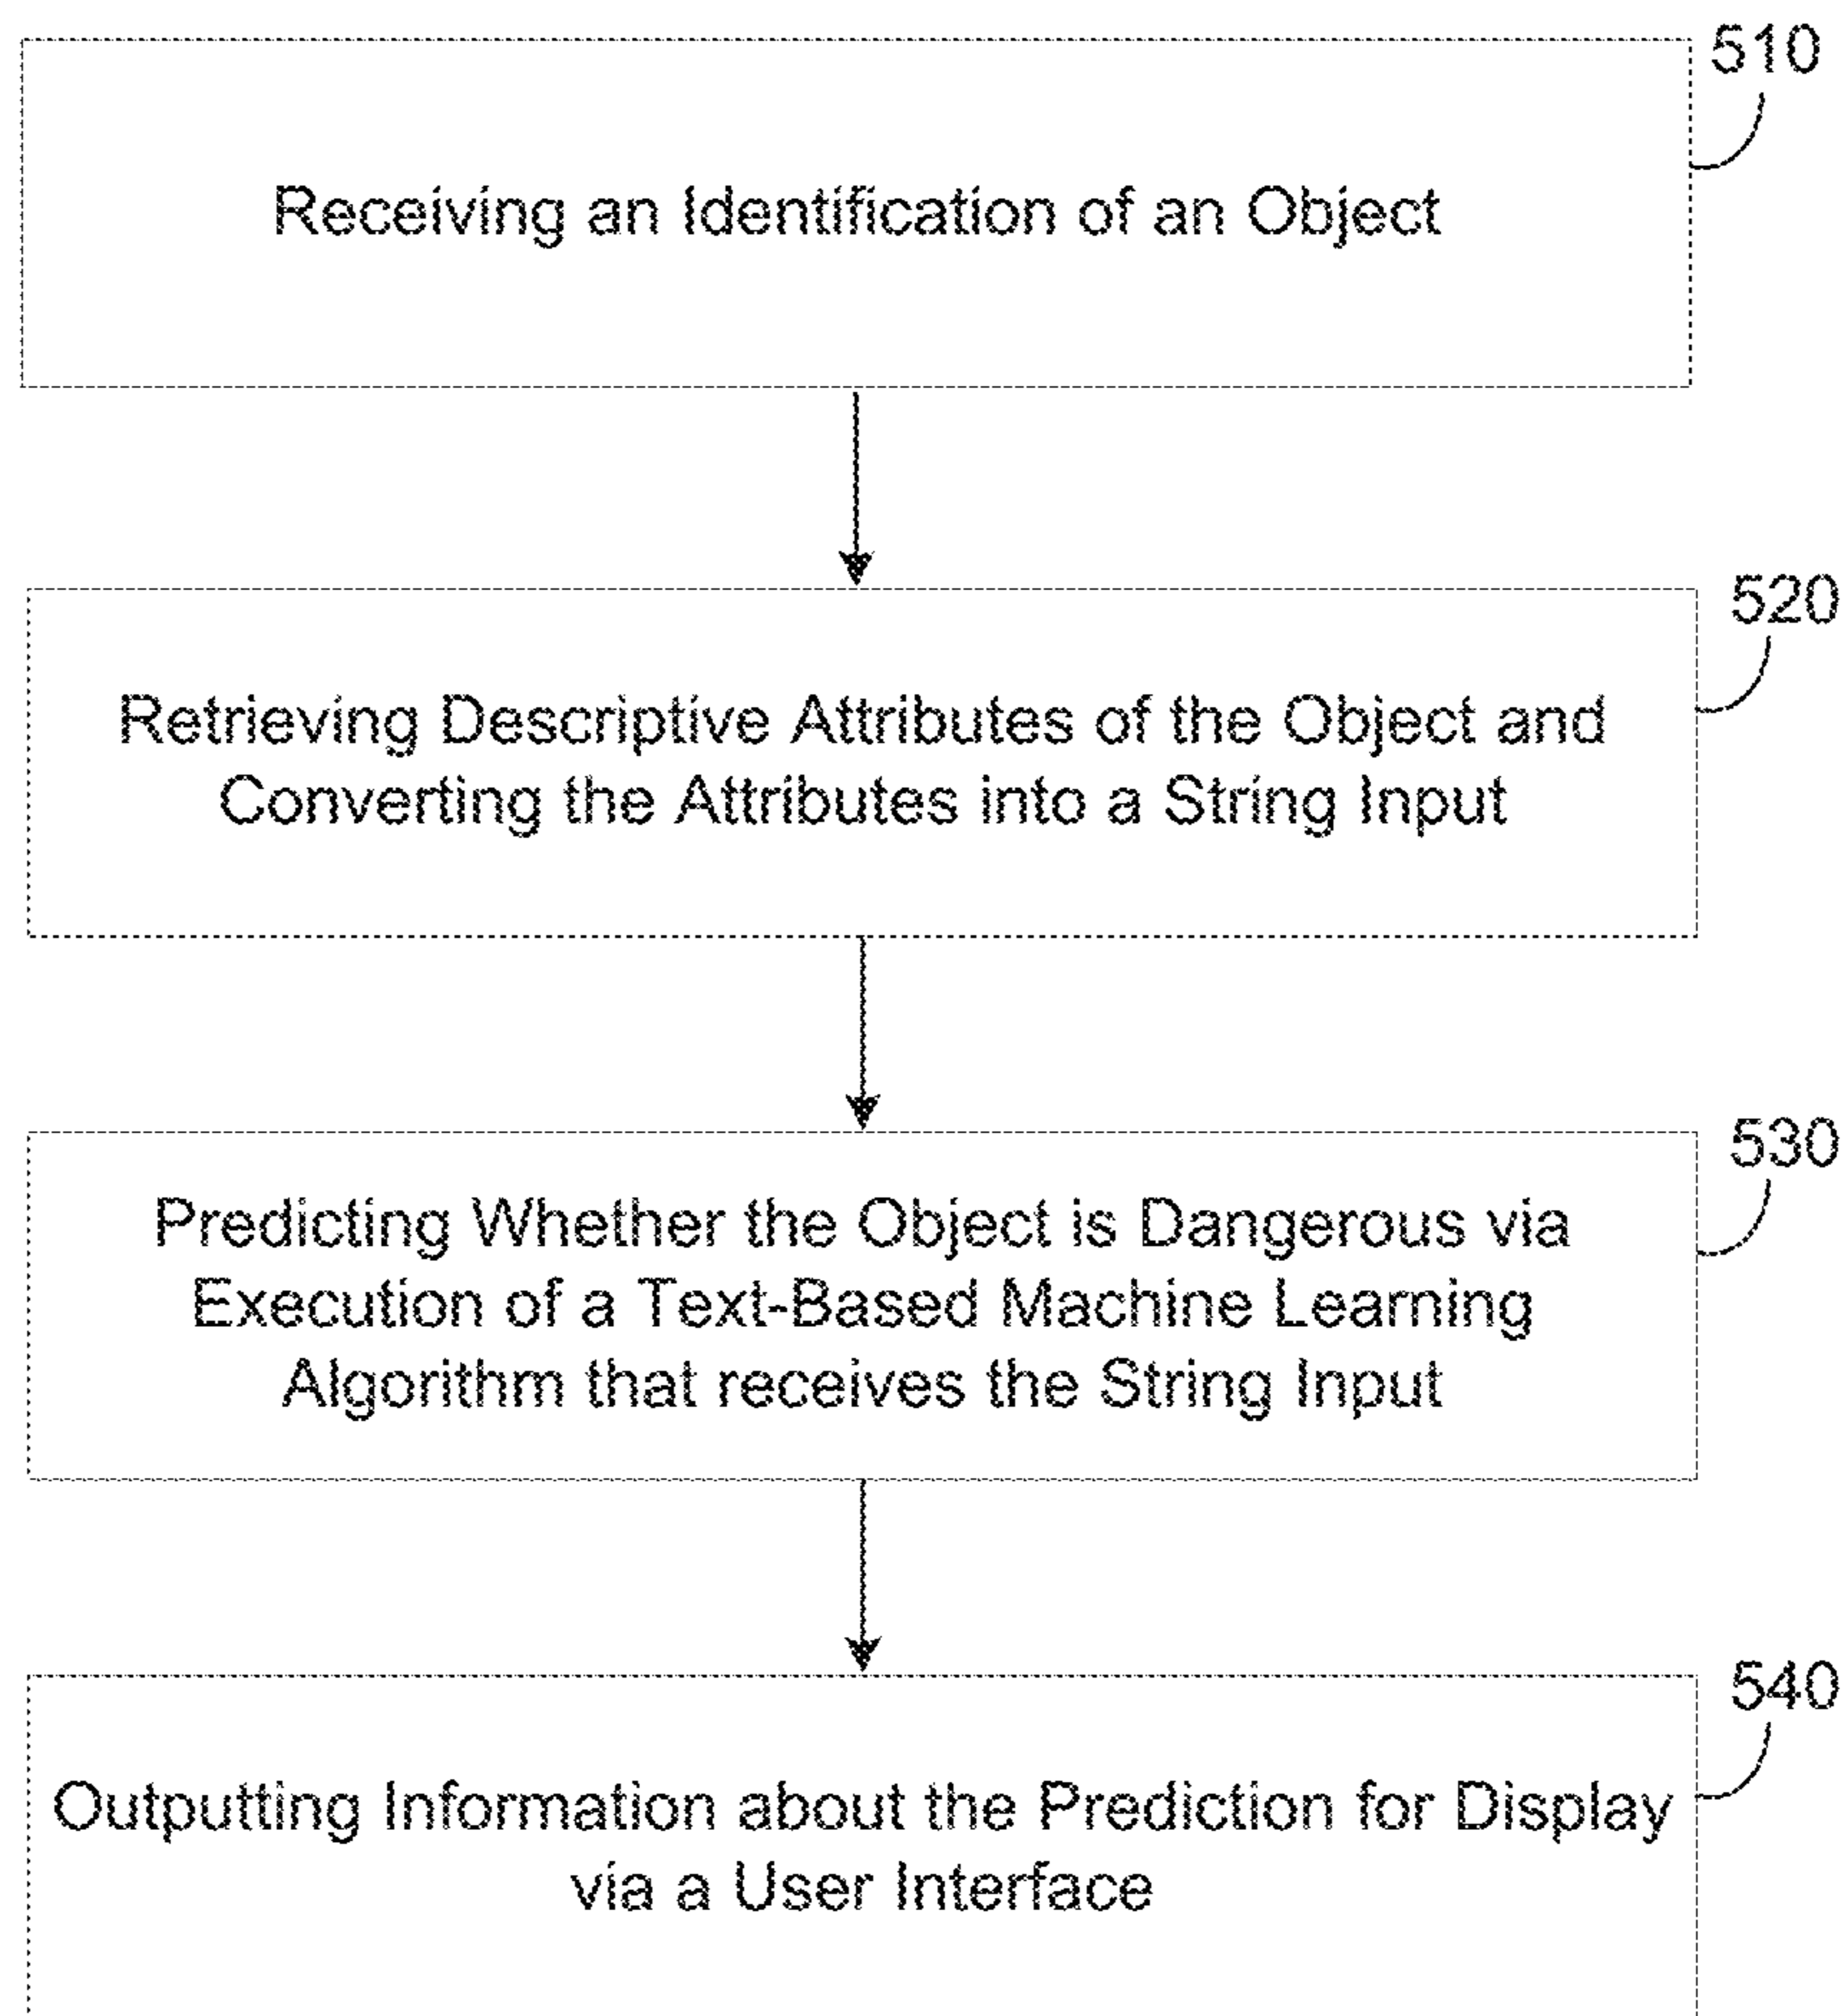 510
Receiving an Identification of an Object
520
Retrieving Descriptive Attributes of the Object and
Converting the Attributes into a String Input
530
Predicting Whether the Object is Dangerous via
Execution of a Text-Based Machine Learning
Algorithm that receives the String Input
540
Outputting Information about the Prediction for Display
via a User Interface